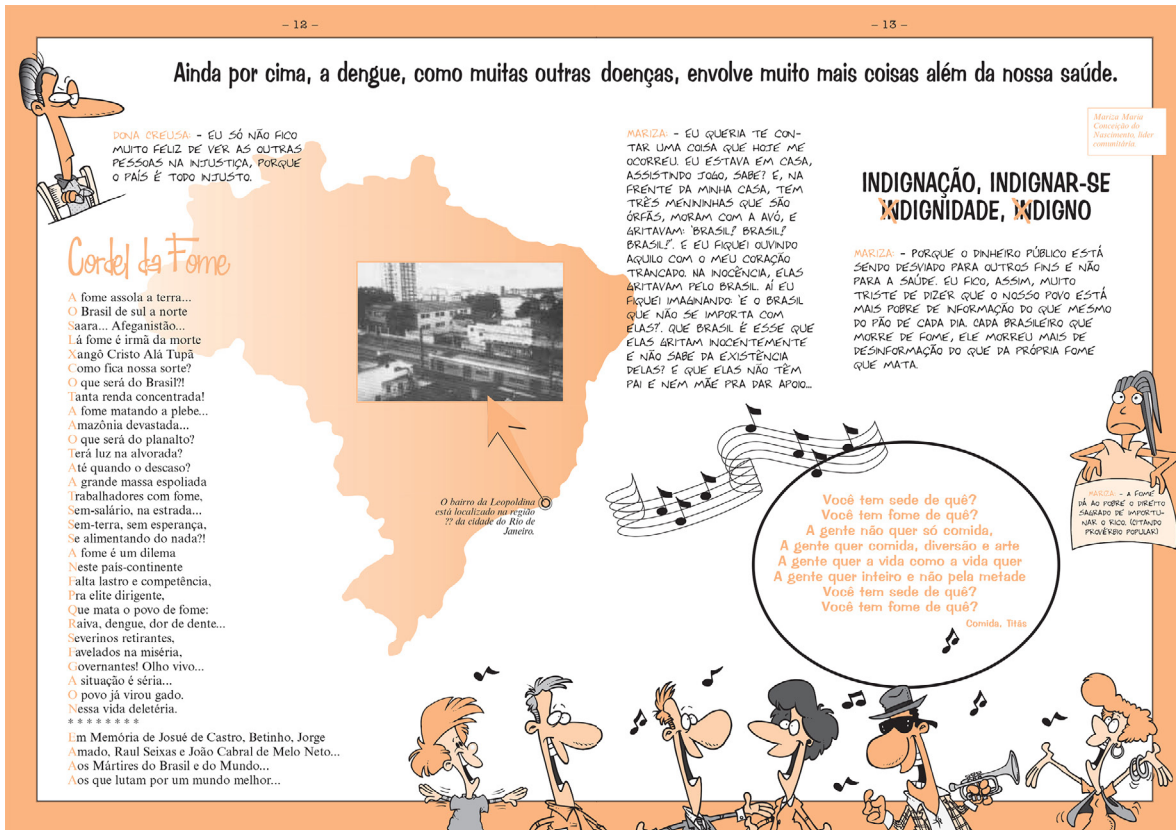 – 12 –
– 13 –
Ainda por cima, a dengue, como muitas outras doenças, envolve muito mais coisas além da nossa saúde.
DONA CREUSA: - EU SÓ NÃO FICO
MUITO FELIZ DE VER AS OUTRAS
PESSOAS NA INJUSTIÇA, PORQUE
O PAÍS É TODO INJUSTO.
Cordel da Fome
A fome assola a terra...
O Brasil de sul a norte
Saara... Afeganistão...
Lá fome é irmã da morte
Xangô Cristo Alá Tupã
Como fica nossa sorte?
O que será do Brasil?!
Tanta renda concentrada!
A fome matando a plebe...
Amazônia devastada...
O que será do planalto?
Terá luz na alvorada?
Até quando o descaso?
A grande massa espoliada
Trabalhadores com fome,
Sem-salário, na estrada...
Sem-terra, sem esperança,
Se alimentando do nada?!
A fome é um dilema
Neste país-continente
Falta lastro e competência,
Pra elite dirigente,
Que mata o povo de fome:
Raiva, dengue, dor de dente...
Severinos retirantes,
Favelados na miséria,
Governantes! Olho vivo...
A situação é séria...
O povo já virou gado.
Nessa vida deletéria.
* * * * * * * *
Em Memória de Josué de Castro, Betinho, Jorge
Amado, Raul Seixas e João Cabral de Melo Neto...
Aos Mártires do Brasil e do Mundo...
Aos que lutam por um mundo melhor...
O bairro da Leopoldina
está localizado na região
?? da cidade do Rio de
Janeiro.
MARIZA: - EU QUERIA TE CON-
TAR UMA COISA QUE HOJE ME
OCORREU. EU ESTAVA EM CASA,
ASSISTINDO JOGO, SABE? E, NA
FRENTE DA MINHA CASA, TEM
TRÊS MENININHAS QUE SÃO
ÓRFÃS, MORAM COM A AVÓ, E
GRITAVAM: 'BRASIL! BRASIL!
BRASIL!'. E EU FIQUEI OUVINDO
AQUILO COM O MEU CORAÇÃO
TRANCADO. NA INOCÊNCIA, ELAS
GRITAVAM PELO BRASIL. AÍ EU
FIQUEI IMAGINANDO: 'E O BRASIL
QUE NÃO SE IMPORTA COM
ELAS?'. QUE BRASIL É ESSE QUE
ELAS GRITAM INOCENTEMENTE
E NÃO SABE DA EXISTÊNCIA
DELAS? E QUE ELAS NÃO TÊM
PAI E NEM MÃE PRA DAR APOIO...
Mariza Maria
Conceição do
Nascimento, líder
comunitária
INDIGNAÇÃO, INDIGNAR-SE
INDIGNIDADE, INDIGNO
MARIZA: - PORQUE O DINHEIRO PÚBLICO ESTÁ
SENDO DESVIADO PARA OUTROS FINS E NÃO
PARA A SAÚDE. EU FICO, ASSIM, MUITO
TRISTE DE DIZER QUE O NOSSO POVO ESTÁ
MAIS POBRE DE INFORMAÇÃO DO QUE MESMO
DO PÃO DE CADA DIA. CADA BRASILEIRO QUE
MORRE DE FOME, ELE MORREU MAIS DE
DESINFORMAÇÃO DO QUE DA PRÓPRIA FOME
QUE MATA.
MARIZA: - A FOME
DÁ AO POBRE O DIREITO
SAGRADO DE IMPORTU-
NAR O RICO. (CITANDO
PROVÉRBIO POPULAR)
Você tem sede de quê?
Você tem fome de quê?
A gente não quer só comida,
A gente quer comida, diversão e arte
A gente quer a vida como a vida quer
A gente quer inteiro e não pela metade
Você tem sede de quê?
Você tem fome de quê?
Comida, Titãs